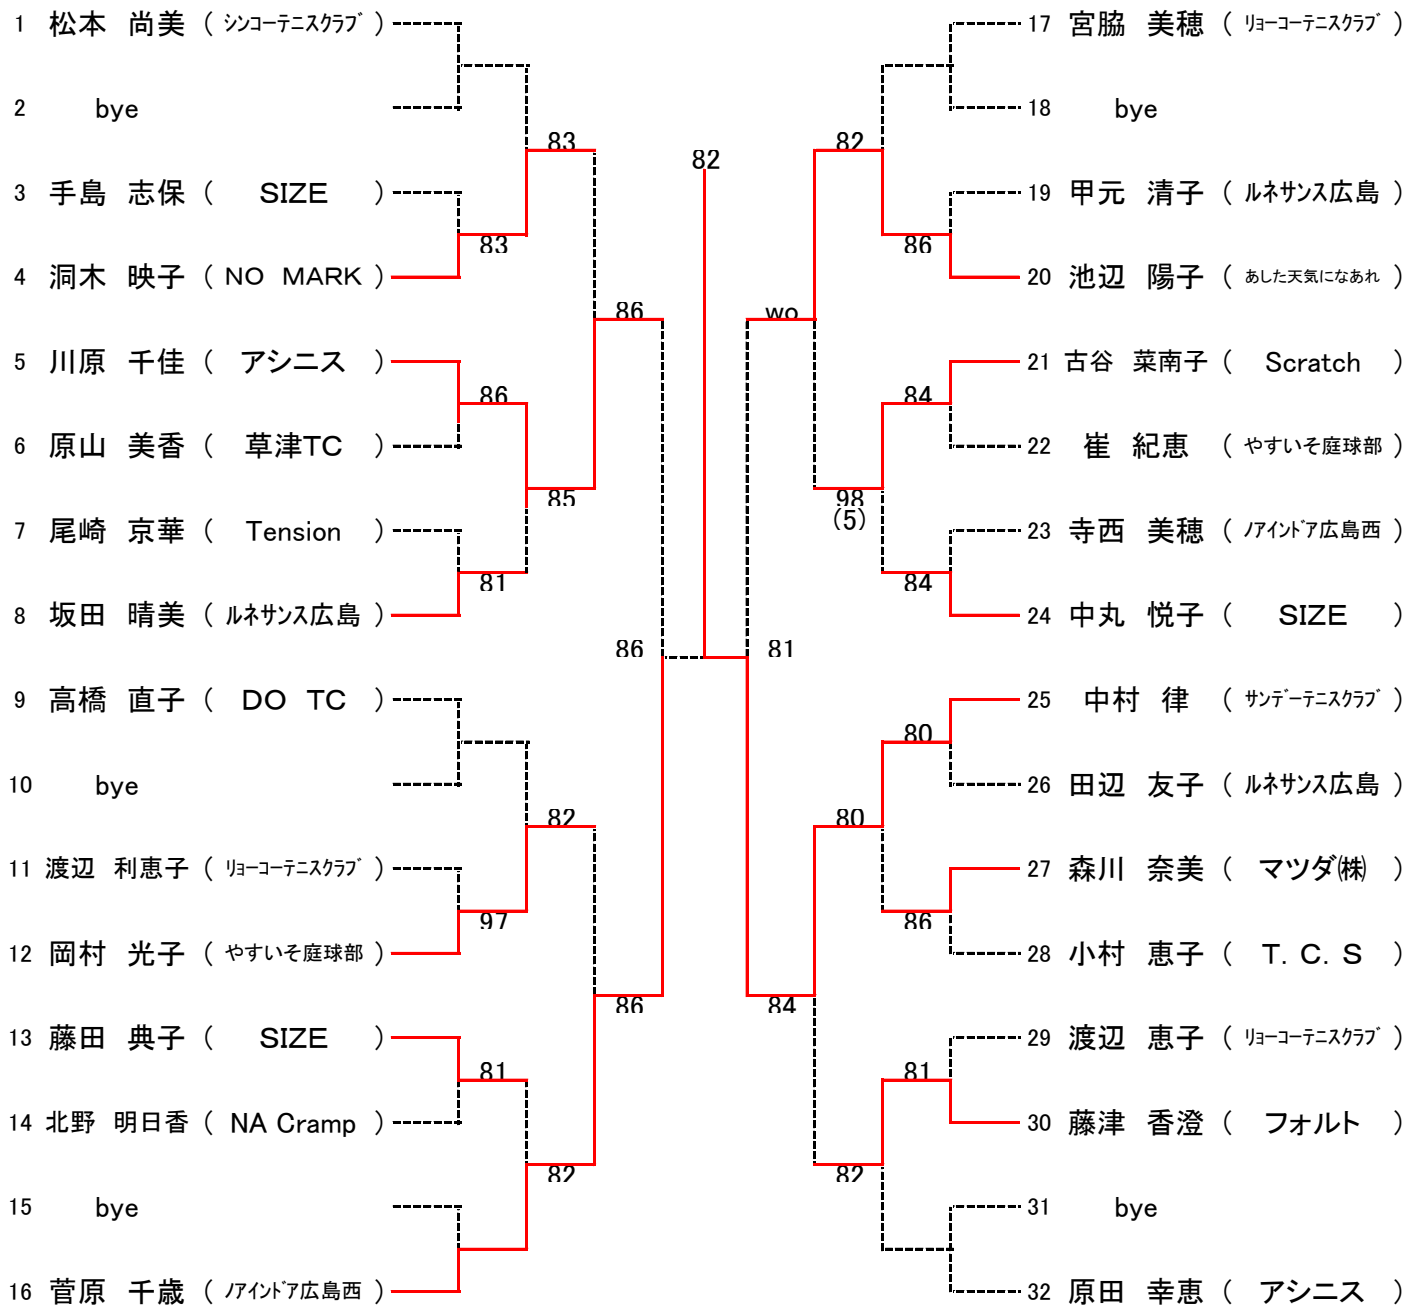 1 松本 尚美 ( シンコーテニスクラブ )
2 bye
83
3 手島 志保 ( SIZE )
83
4 洞木 映子 ( NO MARK )
86
5 川原 千佳 ( アシニス )
86
6 原山 美香 ( 草津TC )
85
7 尾崎 京華 ( Tension )
81
8 坂田 晴美 ( ルネサンス広島 )
86
9 高橋 直子 ( DO TC )
10 bye
82
11 渡辺 利恵子 ( リョーコーテニスクラブ )
97
12 岡村 光子 ( やすいそ庭球部 )
86
13 藤田 典子 ( SIZE )
81
14 北野 明日香 ( NA Cramp )
82
15 bye
16 菅原 千歳 ( ノアインドア広島西 )
82
17 宮脇 美穂 ( リョーコーテニスクラブ )
18 bye
82
19 甲元 清子 ( ルネサンス広島 )
86
20 池辺 陽子 ( あした天気になあれ )
wo
21 古谷 菜南子 ( Scratch )
84
22 崔 紀恵 ( やすいそ庭球部 )
98
(5)
23 寺西 美穂 ( ノアインドア広島西 )
84
24 中丸 悦子 ( SIZE )
81
25 中村 律 ( サンデーテニスクラブ )
80
26 田辺 友子 ( ルネサンス広島 )
80
27 森川 奈美 ( マツダ㈱ )
86
28 小村 恵子 ( T. C. S )
84
29 渡辺 恵子 ( リョーコーテニスクラブ )
81
30 藤津 香澄 ( フォルト )
82
31 bye
32 原田 幸恵 ( アシニス )